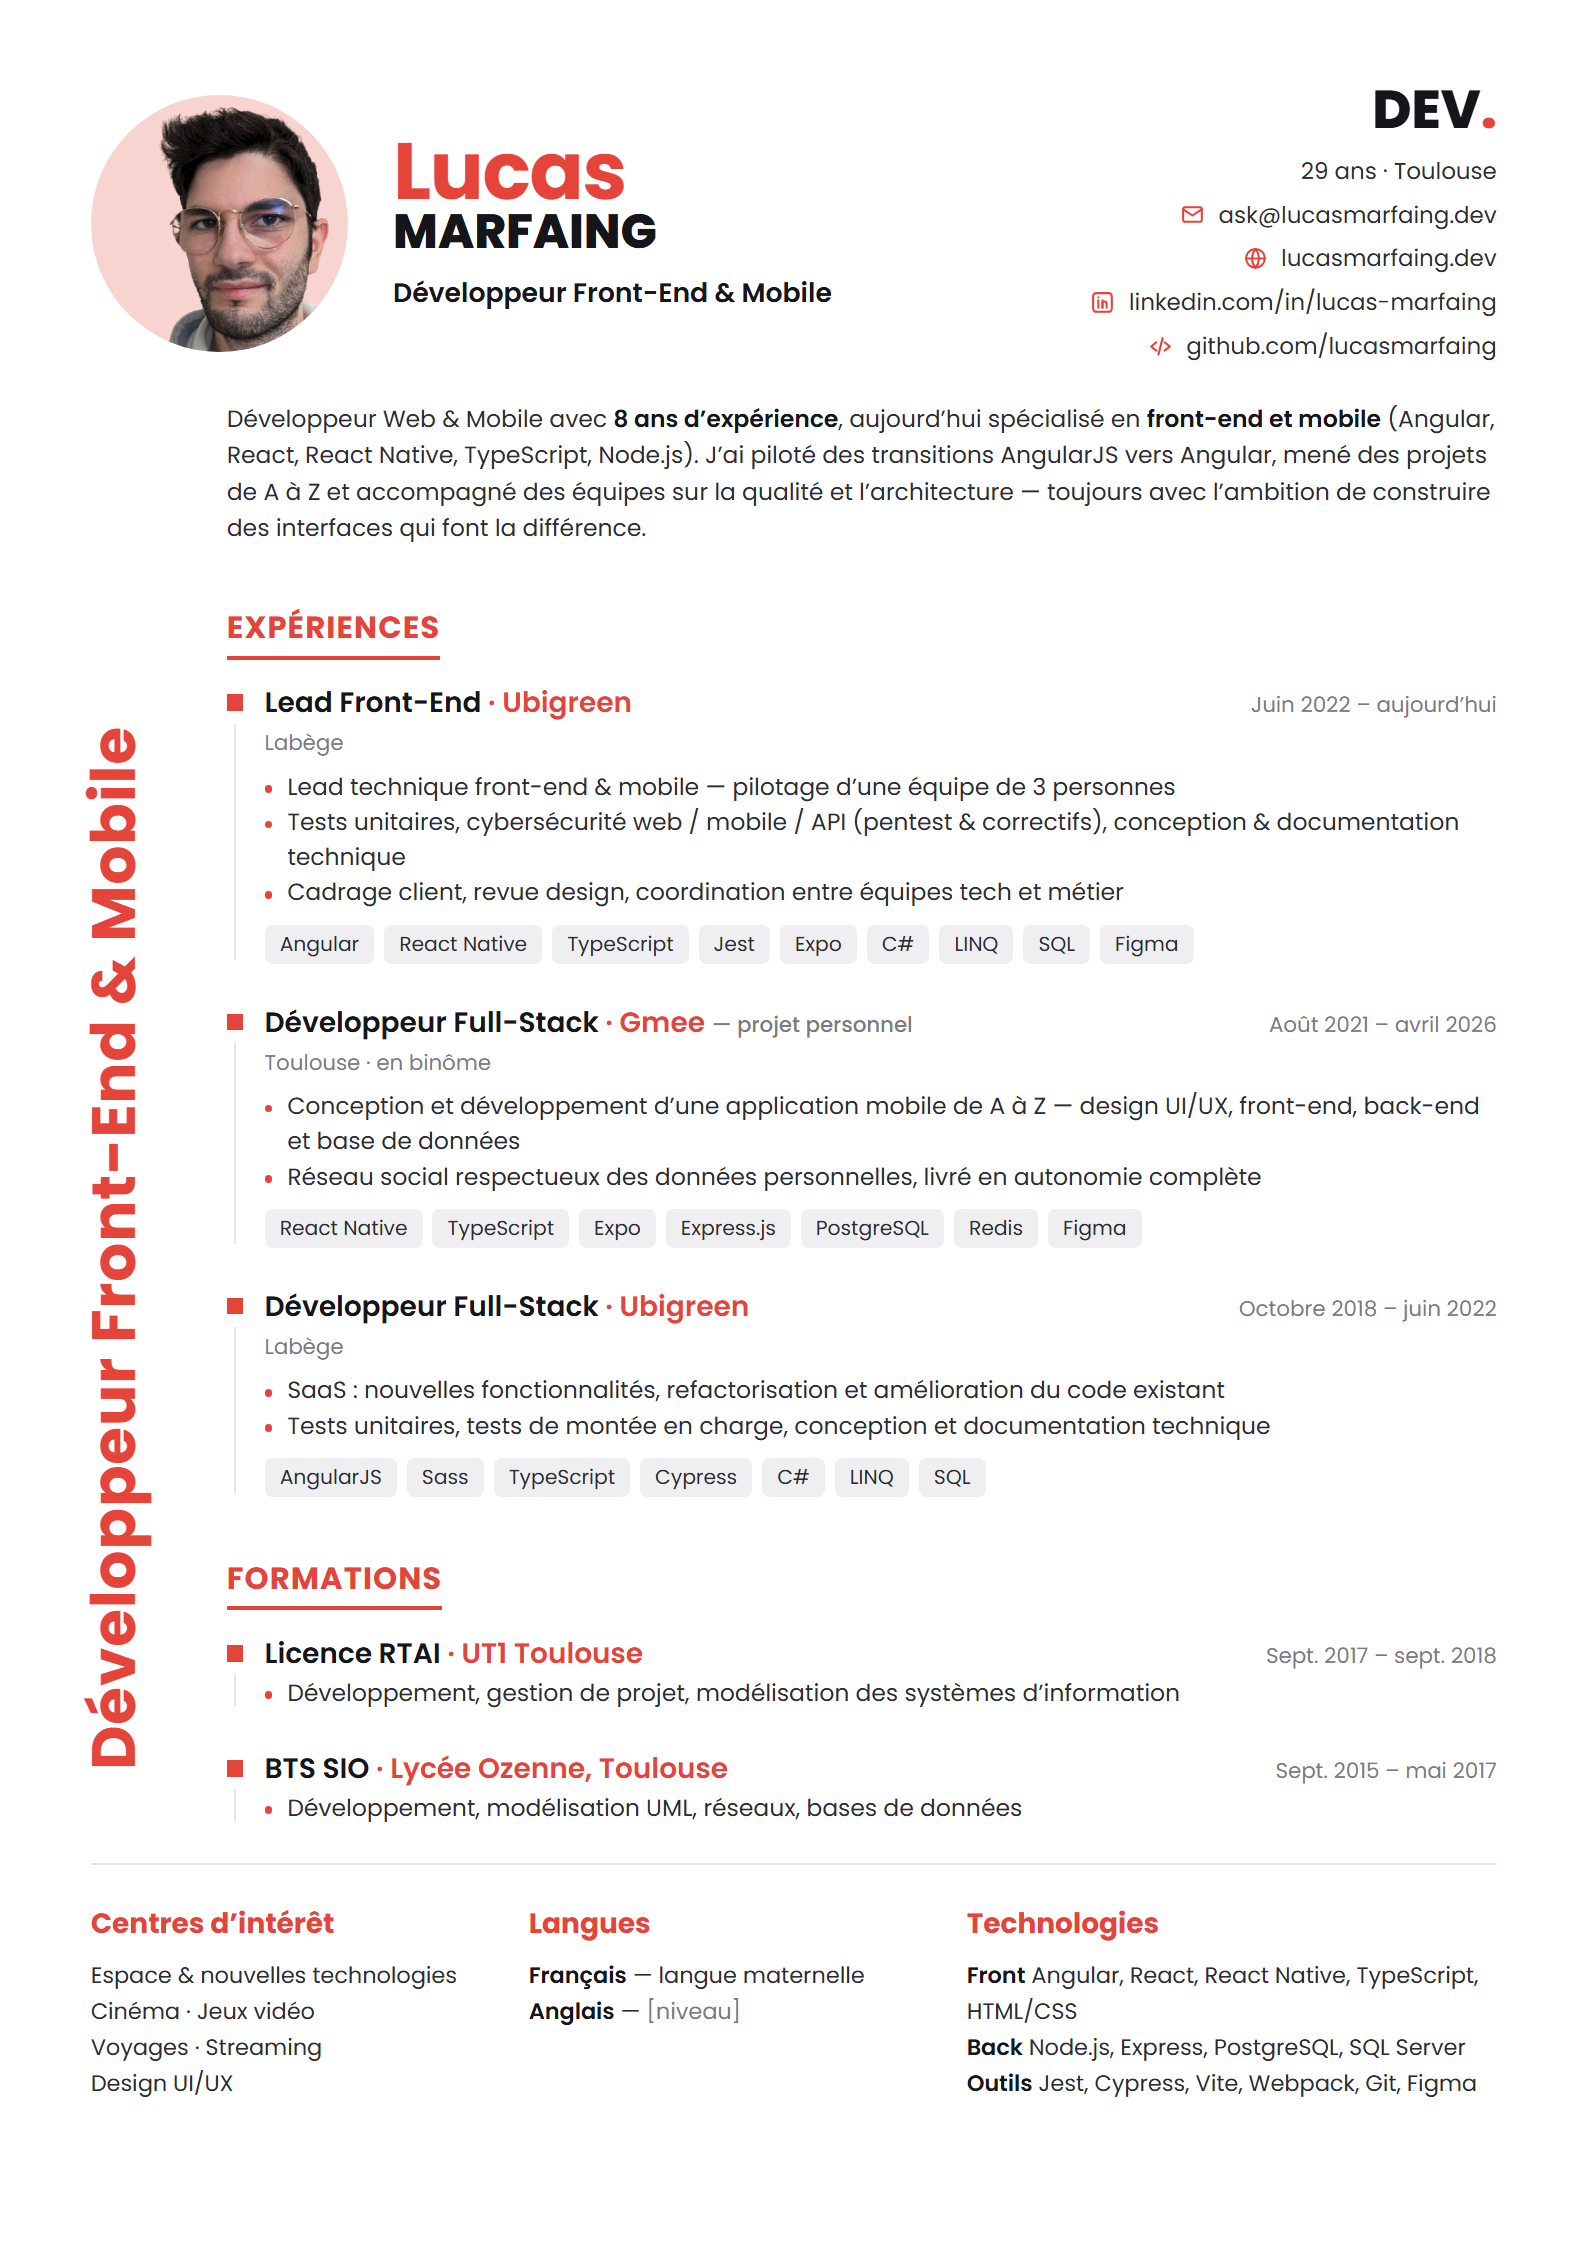 Lucas
MARFAING
Développeur Front-End & Mobile
DEV.
29 ans · Toulouse
ask@lucasmarfaing.dev
lucasmarfaing.dev
linkedin.com/in/lucas-marfaing
github.com/lucasmarfaing
Développeur Web & Mobile avec 8 ans d’expérience, aujourd’hui spécialisé en front-end et mobile (Angular,
React, React Native, TypeScript, Node.js). J’ai piloté des transitions AngularJS vers Angular, mené des projets
de A à Z et accompagné des équipes sur la qualité et l’architecture — toujours avec l’ambition de construire
des interfaces qui font la différence.
Développeur Front-End & Mobile
EXPÉRIENCES
Lead Front-End · Ubigreen Juin 2022 – aujourd’hui
Labège
• Lead technique front-end & mobile — pilotage d’une équipe de 3 personnes
• Tests unitaires, cybersécurité web / mobile / API (pentest & correctifs), conception & documentation
technique
• Cadrage client, revue design, coordination entre équipes tech et métier
Angular React Native TypeScript Jest Expo C# LINQ SQL Figma
Développeur Full-Stack · Gmee — projet personnel Août 2021 – avril 2026
Toulouse · en binôme
• Conception et développement d’une application mobile de A à Z — design UI/UX, front-end, back-end
et base de données
• Réseau social respectueux des données personnelles, livré en autonomie complète
React Native TypeScript Expo Express.js PostgreSQL Redis Figma
Développeur Full-Stack · Ubigreen Octobre 2018 – juin 2022
Labège
• SaaS : nouvelles fonctionnalités, refactorisation et amélioration du code existant
• Tests unitaires, tests de montée en charge, conception et documentation technique
AngularJS Sass TypeScript Cypress C# LINQ SQL
FORMATIONS
Licence RTAI · UT1 Toulouse Sept. 2017 – sept. 2018
• Développement, gestion de projet, modélisation des systèmes d’information
BTS SIO · Lycée Ozenne, Toulouse Sept. 2015 – mai 2017
• Développement, modélisation UML, réseaux, bases de données
Centres d’intérêt
Espace & nouvelles technologies
Cinéma · Jeux vidéo
Voyages · Streaming
Design UI/UX
Langues
Français — langue maternelle
Anglais — [niveau]
Technologies
Front Angular, React, React Native, TypeScript,
HTML/CSS
Back Node.js, Express, PostgreSQL, SQL Server
Outils Jest, Cypress, Vite, Webpack, Git, Figma